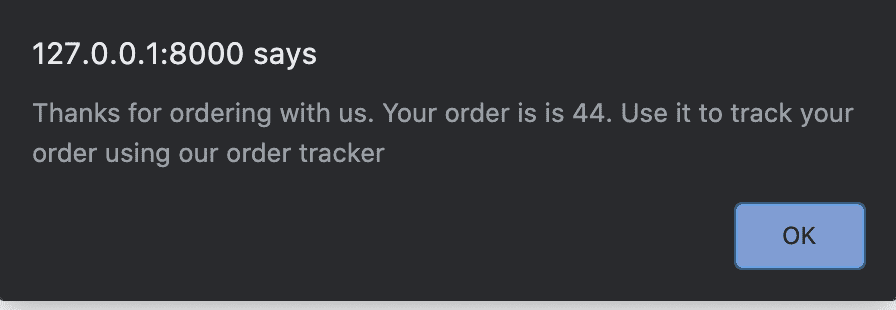 127.0.0.1:8000 says
Thanks for ordering with us. Your order is is 44. Use it to track your
order using our order tracker
OK